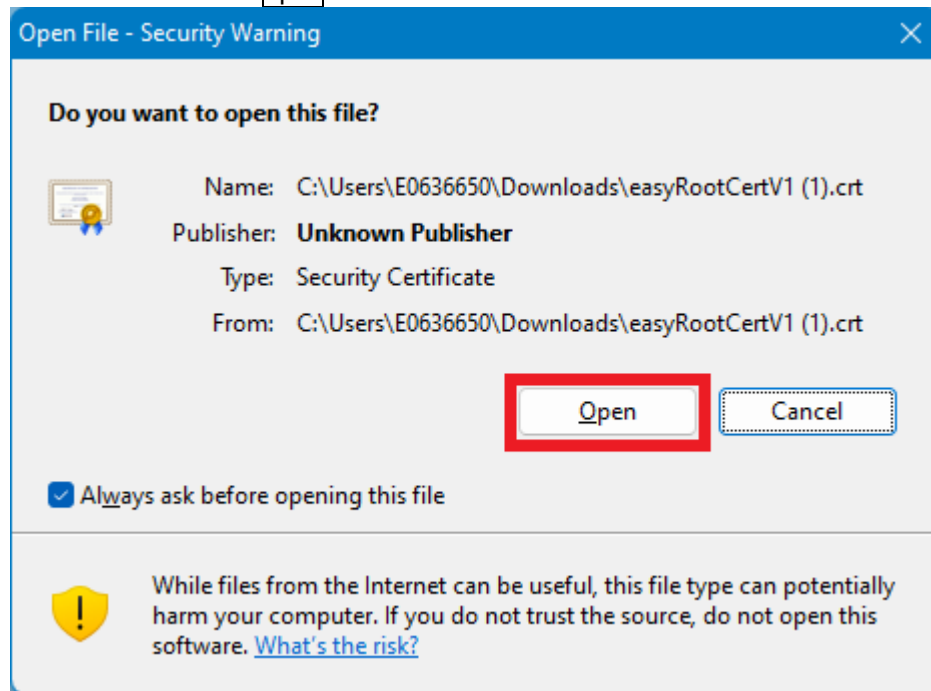 Open File - Security Warning
Do you want to open this file?
Name: C:\Users\E0636650\Downloads\easyRootCertV1 (1).crt
Publisher: Unknown Publisher
Type: Security Certificate
From: C:\Users\E0636650\Downloads\easyRootCertV1 (1).crt
Open Cancel
Always ask before opening this file
While files from the Internet can be useful, this file type can potentially
harm your computer. If you do not trust the source, do not open this
software. What's the risk?